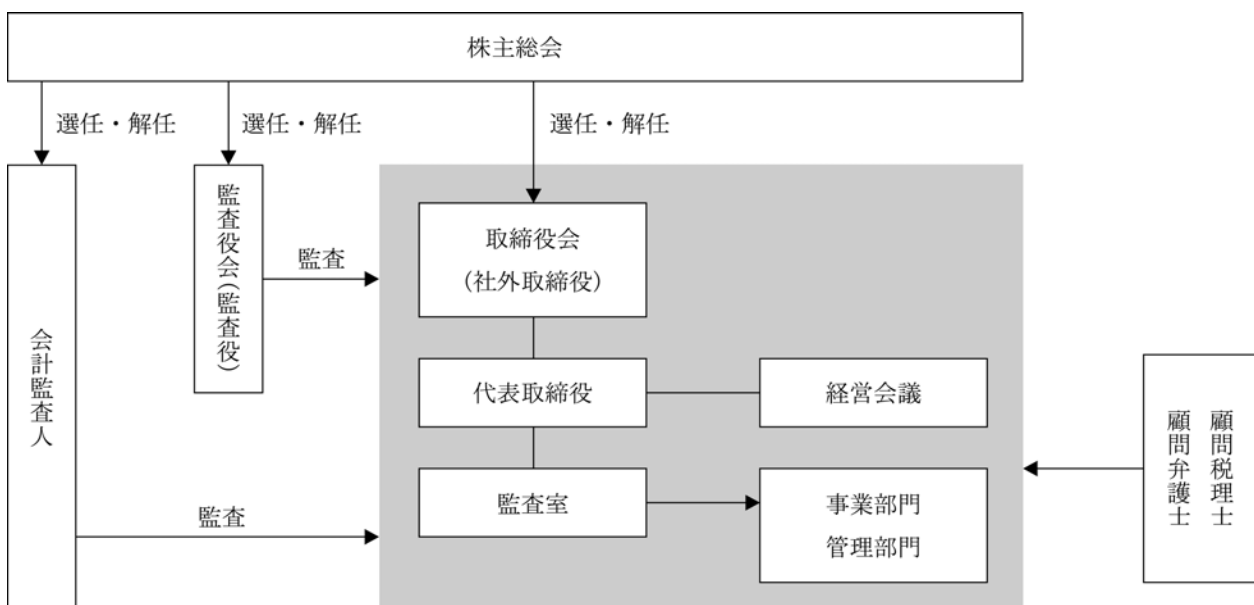 株主総会
選任・解任
選任・解任
選任・解任
会計監査人
監査役会(監査役)
監査
監査
取締役会
(社外取締役)
代表取締役
経営会議
監査室
事業部門
管理部門
顧問税理士
顧問弁護士